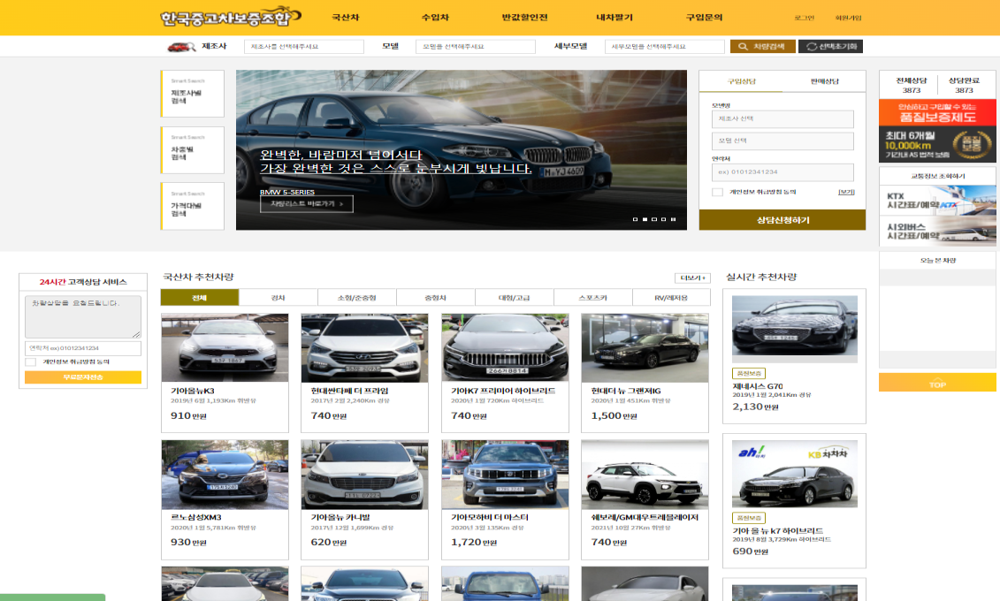 한국중고차보증조합
국산차
수입차
반값할인전
내차팔기
구입문의
로그인
회원가입
제조사
제조사를 선택해주세요
모델
모델을 선택해주세요
세부모델
세부모델을 선택해주세요
차량검색
선택초기화
Smart Search
제조사별
검색
Smart Search
차종별
검색
Smart Search
가격대별
검색
완벽한, 바람마저 넘어서다
가장 완벽한 것은 스스로 눈부시게 빛납니다.
BMW 5-SERIES
차량리스트 바로가기 >
M·YJ 4609
구입상담
판매상담
모델명
제조사 선택
모델 선택
연락처
ex) 01012341234
개인정보 취급방침 동의
[보기]
상담신청하기
전체상담
3873
상담완료
3873
안심하고 구입할 수 있는
품질보증제도
최대 6개월
10,000km
기간내 AS 법적 보증
품질
보증
교통정보 조회하기
KTX
시간표/예약
KTX
시외버스
시간표/예약
오늘 본 차량
TOP
24시간 고객상담 서비스
차량상담을 요청드립니다.
연락처 ex)01012341234
개인정보 취급방침 동의
무료문자전송
국산차 추천차량
더보기 +
전체
경차
소형/준중형
중형차
대형/고급
스포츠카
RV/레저용
기아올뉴K3
2019년 6월 1,193Km 휘발유
910 만원
현대싼타페 더 프라임
2017년 2월 2,240Km 경유
740 만원
기아K7 프리미어 하이브리드
2020년 1월 720Km 하이브리드
740 만원
현대더 뉴 그랜저IG
2020년 1월 451Km 휘발유
1,500 만원
르노삼성XM3
2020년 1월 5,781Km 휘발유
930 만원
기아올뉴 카니발
2017년 12월 1,699Km 경유
620 만원
기아모하비 더 마스터
2020년 3월 135Km 경유
1,720 만원
쉐보레/GM대우트레블레이저
2021년 10월 27Km 휘발유
740 만원
실시간 추천차량
품질보증
제네시스 G70
2019년 1월 2,041Km 경유
2,130 만원
ah!
KB차차차
품질보증
기아 올 뉴 k7 하이브리드
2019년 8월 3,729Km 하이브리드
690 만원